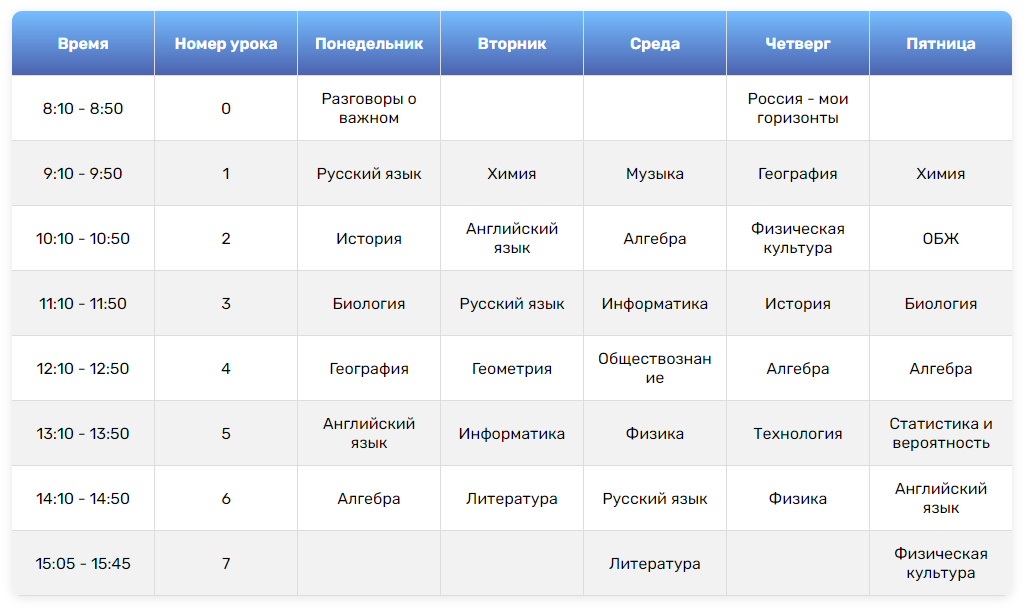 Время Номер урока Понедельник Вторник Среда Четверг Пятница
8:10 - 8:50 0 Разговоры о важном Россия - мои горизонты
9:10 - 9:50 1 Русский язык Химия Музыка География Химия
10:10 - 10:50 2 История Английский язык Алгебра Физическая культура ОБЖ
11:10 - 11:50 3 Биология Русский язык Информатика История Биология
12:10 - 12:50 4 География Геометрия Обществознание Алгебра Алгебра
13:10 - 13:50 5 Английский язык Информатика Физика Технология Статистика и вероятность
14:10 - 14:50 6 Алгебра Литература Русский язык Физика Английский язык
15:05 - 15:45 7 Литература Физическая культура